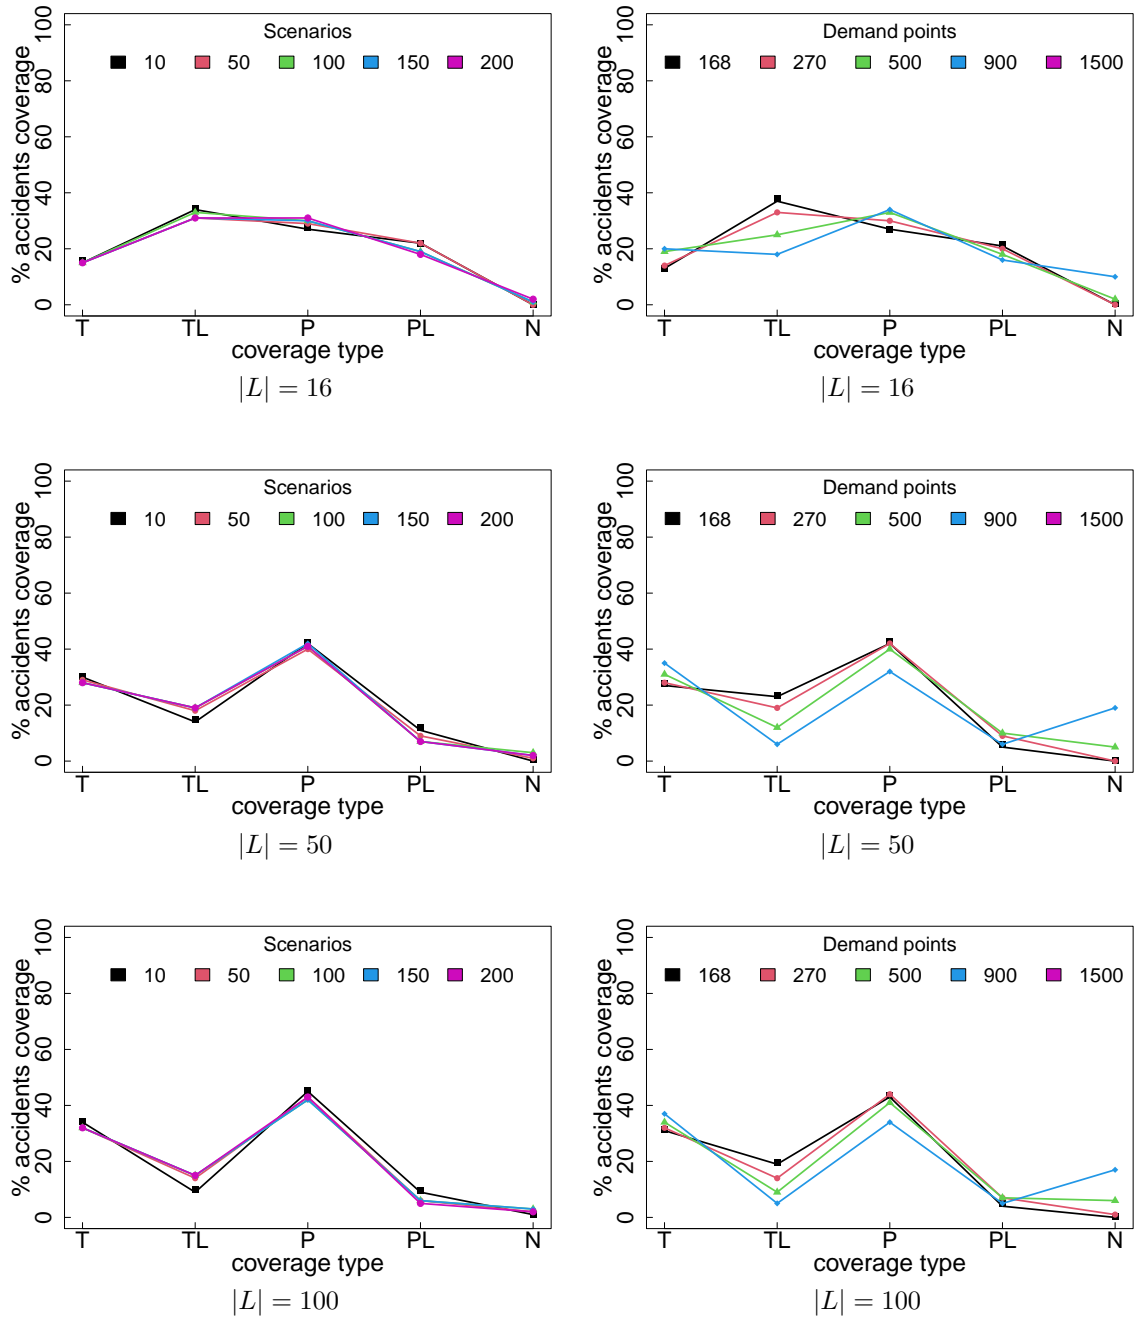 Scenarios
10 50 100 150 200
% accidents coverage
100
80
60
40
20
0
T TL P PL N
coverage type
|L| = 16
Demand points
168 270 500 900 1500
% accidents coverage
100
80
60
40
20
0
T TL P PL N
coverage type
|L| = 16
Scenarios
10 50 100 150 200
% accidents coverage
100
80
60
40
20
0
T TL P PL N
coverage type
|L| = 50
Demand points
168 270 500 900 1500
% accidents coverage
100
80
60
40
20
0
T TL P PL N
coverage type
|L| = 50
Scenarios
10 50 100 150 200
% accidents coverage
100
80
60
40
20
0
T TL P PL N
coverage type
|L| = 100
Demand points
168 270 500 900 1500
% accidents coverage
100
80
60
40
20
0
T TL P PL N
coverage type
|L| = 100